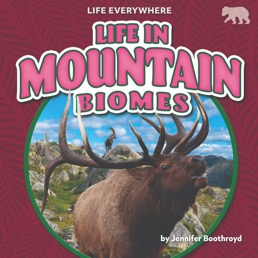 LIFE EVERYWHERE
LIFE IN
MOUNTAIN
BIOMES
by Jennifer Boothroyd